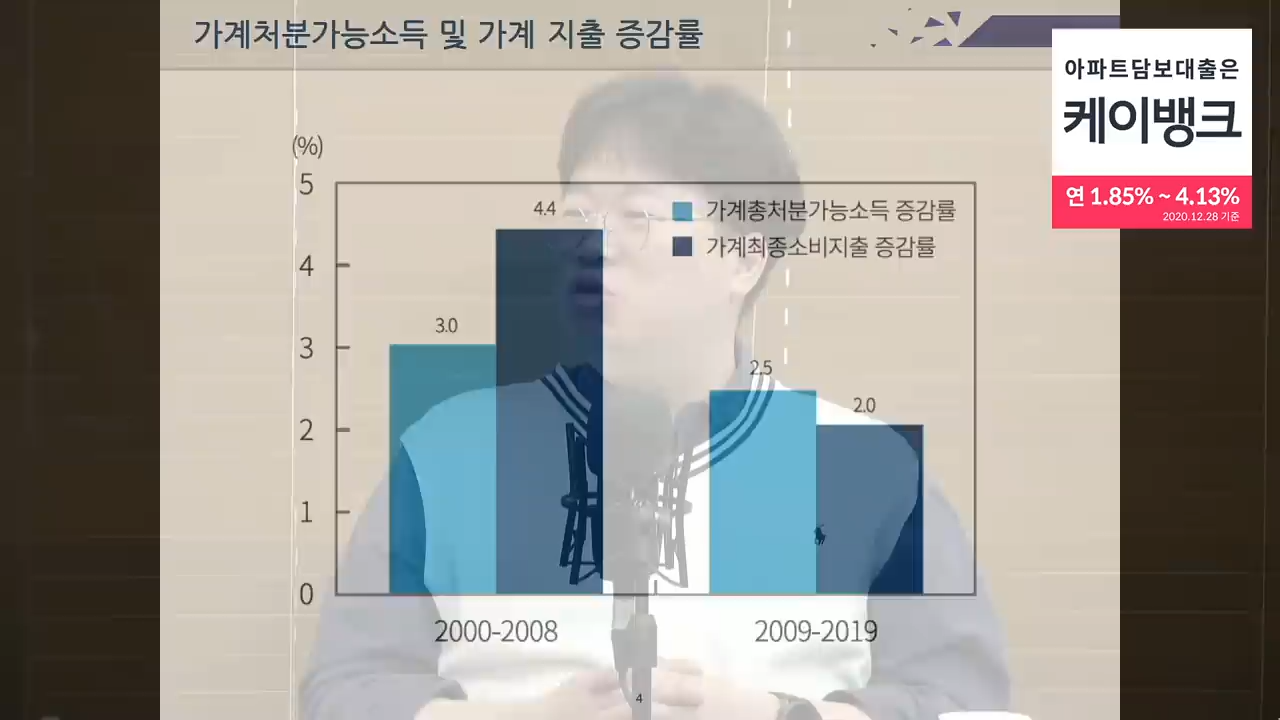 가계처분가능소득 및 가계 지출 증감률
아파트담보대출은
케이뱅크
연 1.85% ~ 4.13%
2020.12.28 기준
(%)
5
4
3
2
1
0
가계총처분가능소득 증감률
가계최종소비지출 증감률
3.0
4.4
2.5
2.0
2000-2008
2009-2019
4